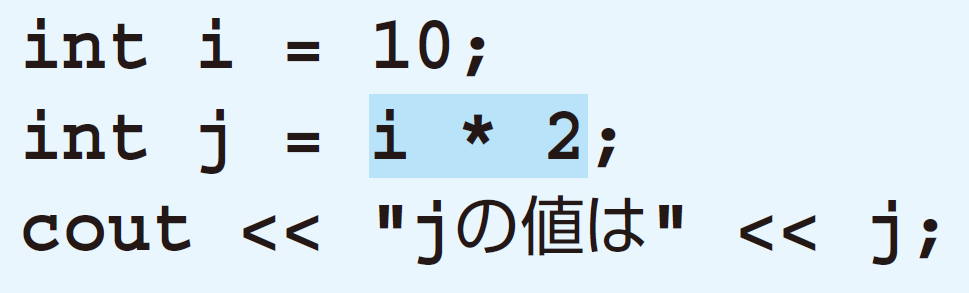 int i = 10;
int j = i * 2;
cout << "jの値は" << j;